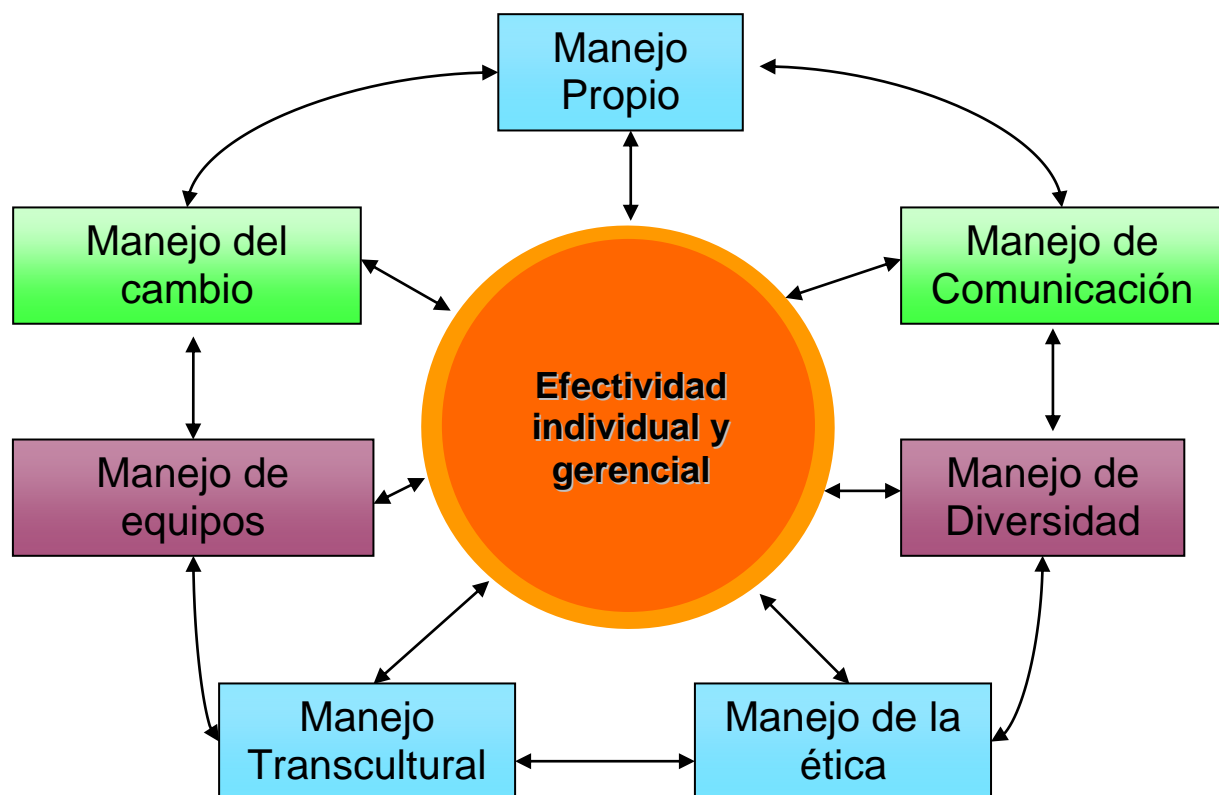 Manejo
Propio
Manejo del
cambio
Manejo de
Comunicación
Efectividad
individual y
gerencial
Manejo de
equipos
Manejo de
Diversidad
Manejo
Transcultural
Manejo de la
ética